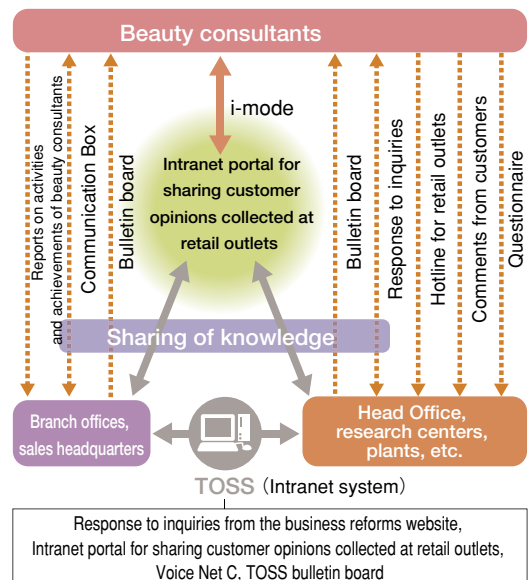 Beauty consultants
i-mode
Reports on activities
and achievements of beauty consultants
Communication Box
Bulletin board
Intranet portal for
sharing customer
opinions collected at
retail outlets
Bulletin board
Response to inquiries
Hotline for retail outlets
Comments from customers
Questionnaire
Sharing of knowledge
Branch offices,
sales headquarters
Head Office,
research centers,
plants, etc.
TOSS (Intranet system)
Response to inquiries from the business reforms website,
Intranet portal for sharing customer opinions collected at retail outlets,
Voice Net C, TOSS bulletin board